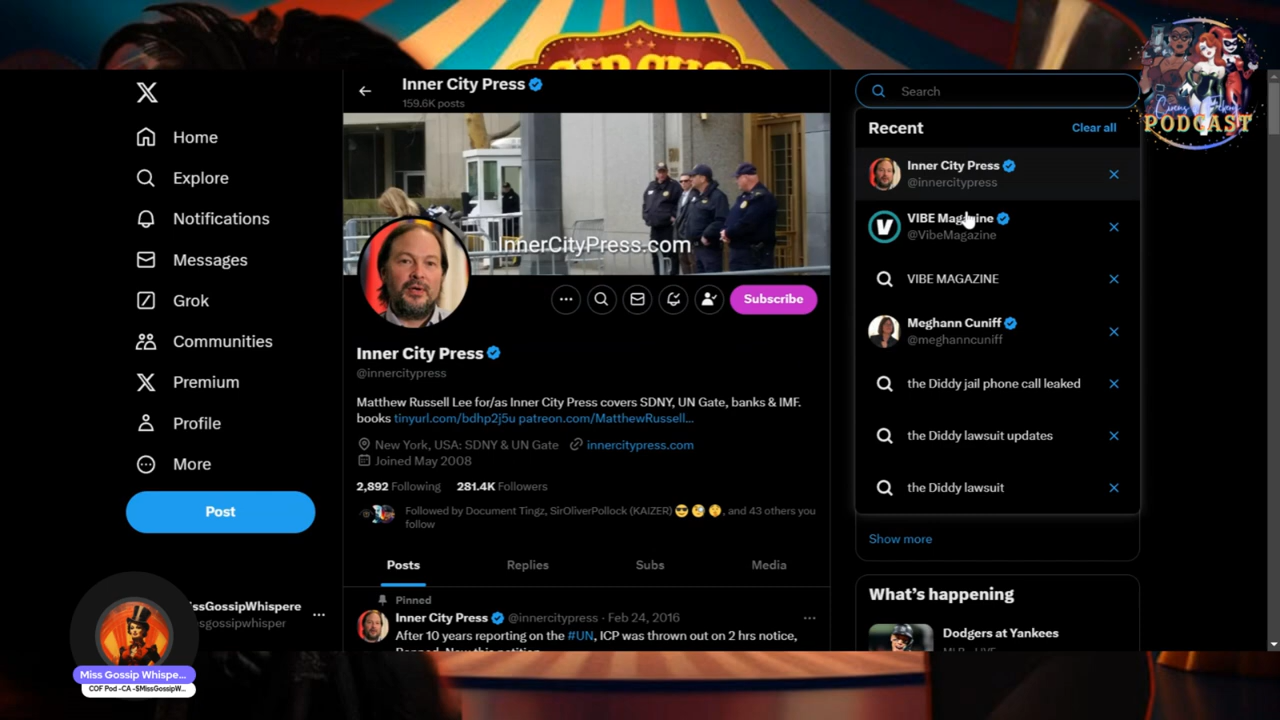 PODCAST
Inner City Press
159.6K posts
Home
Explore
Notifications
Messages
Grok
Communities
Premium
Profile
More
Post
InnerCityPress.com
Subscribe
Inner City Press
@innercitypress
Matthew Russell Lee for/as Inner City Press covers SDNY, UN Gate, banks & IMF.
books tinyurl.com/bdhp2j5u patreon.com/MatthewRussell...
New York, USA: SDNY & UN Gate innercitypress.com
Joined May 2008
2,892 Following 281.4K Followers
Followed by Document Tingz, SirOliverPollock (KAIZER) 😎 🧐 🫣, and 43 others you
follow
Posts Replies Subs Media
Pinned
Inner City Press @innercitypress · Feb 24, 2016
After 10 years reporting on the #UN, ICP was thrown out on 2 hrs notice,
Search
Recent Clear all
Inner City Press
@innercitypress
VIBE Magazine
@VibeMagazine
VIBE MAGAZINE
Meghann Cuniff
@meghanncuniff
the Diddy jail phone call leaked
the Diddy lawsuit updates
the Diddy lawsuit
Show more
What's happening
Dodgers at Yankees
ssGossipWhispere
sgossipwhisper
Miss Gossip Whispe...
COF Pod -CA -$MissGossipW...